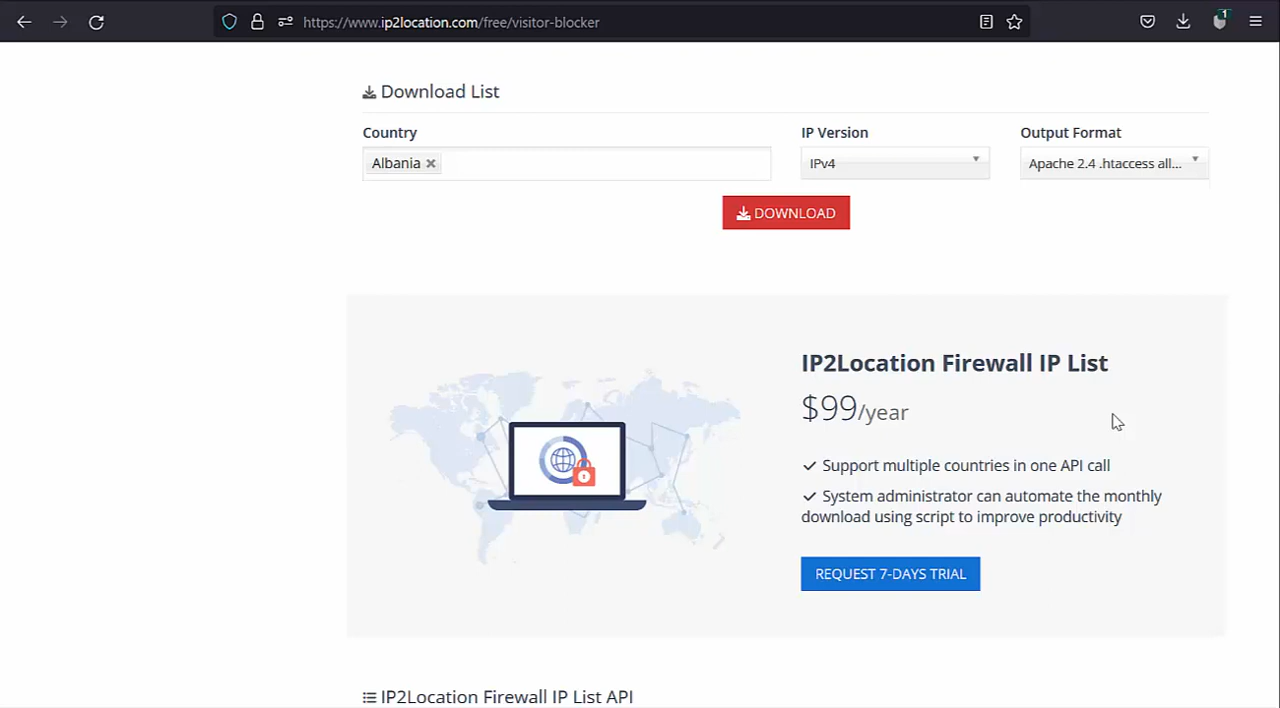 https://www.ip2location.com/free/visitor-blocker
1
Download List
Country
IP Version
Output Format
Albania ×
IPv4
Apache 2.4 .htaccess all...
DOWNLOAD
IP2Location Firewall IP List
$99/year
✓ Support multiple countries in one API call
✓ System administrator can automate the monthly
download using script to improve productivity
REQUEST 7-DAYS TRIAL
IP2Location Firewall IP List API